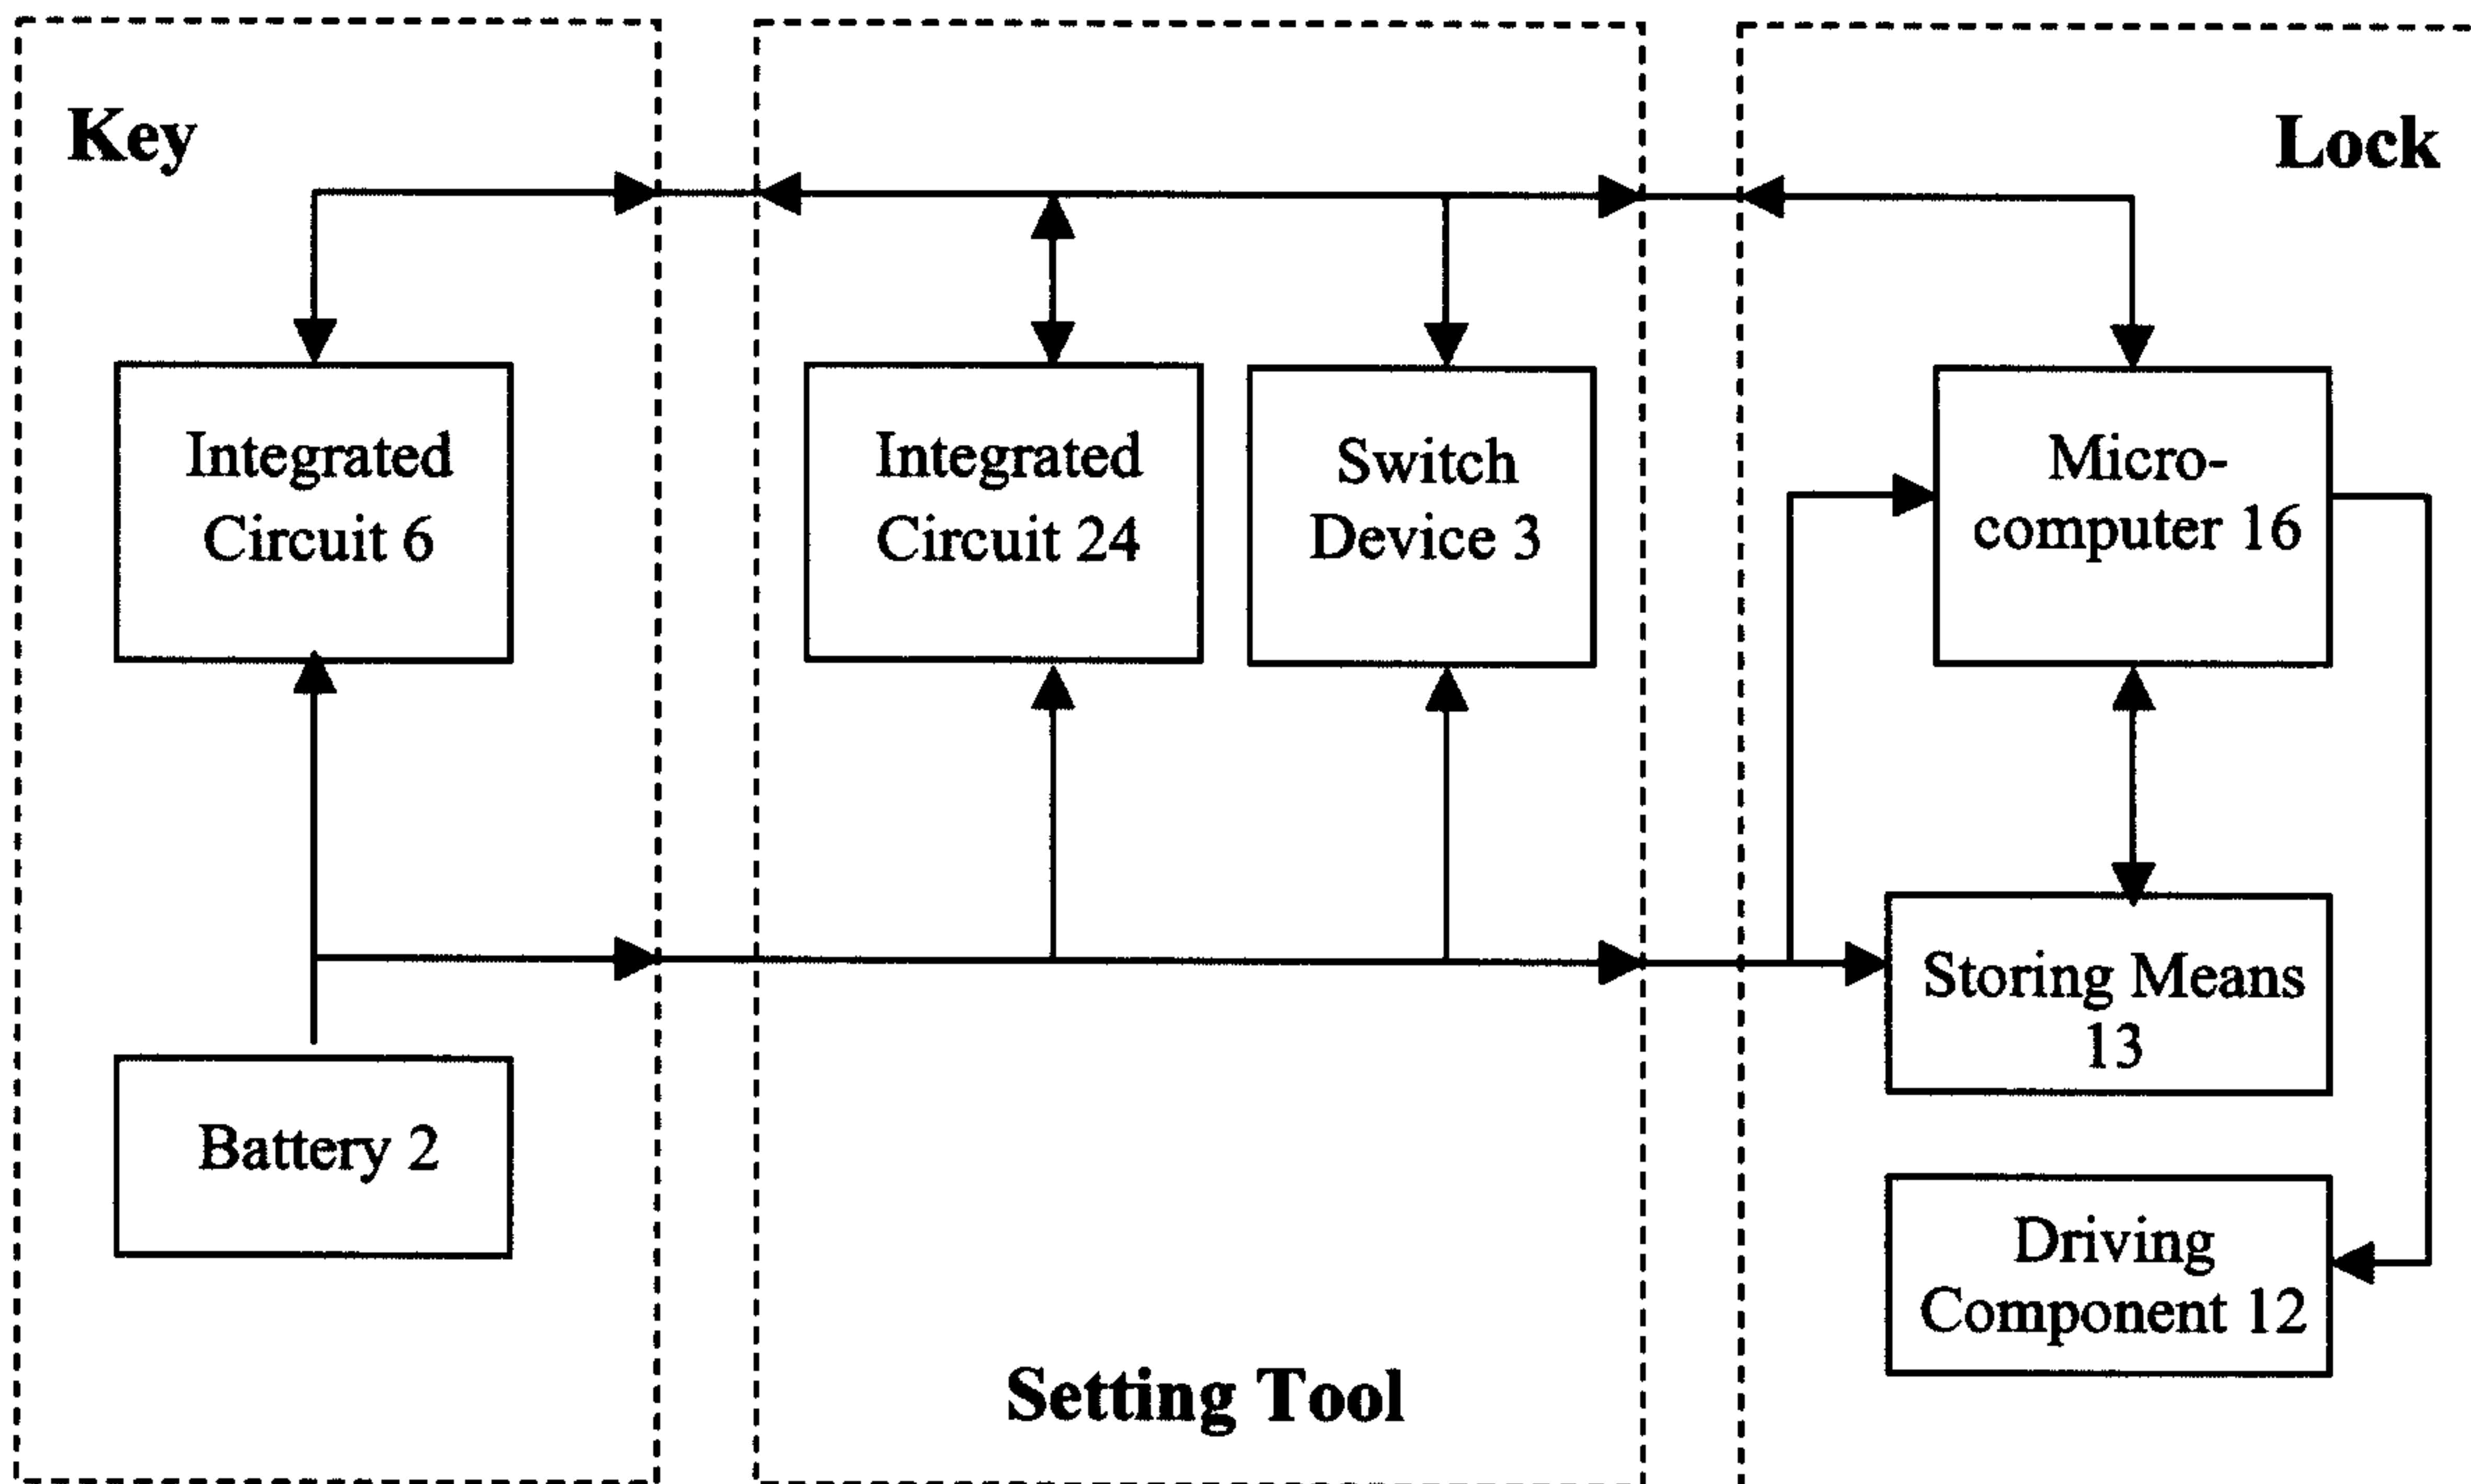 Key
Lock
Integrated
Circuit 6
Integrated
Circuit 24
Switch
Device 3
Micro-
computer 16
Storing Means
13
Battery 2
Driving
Component 12
Setting Tool